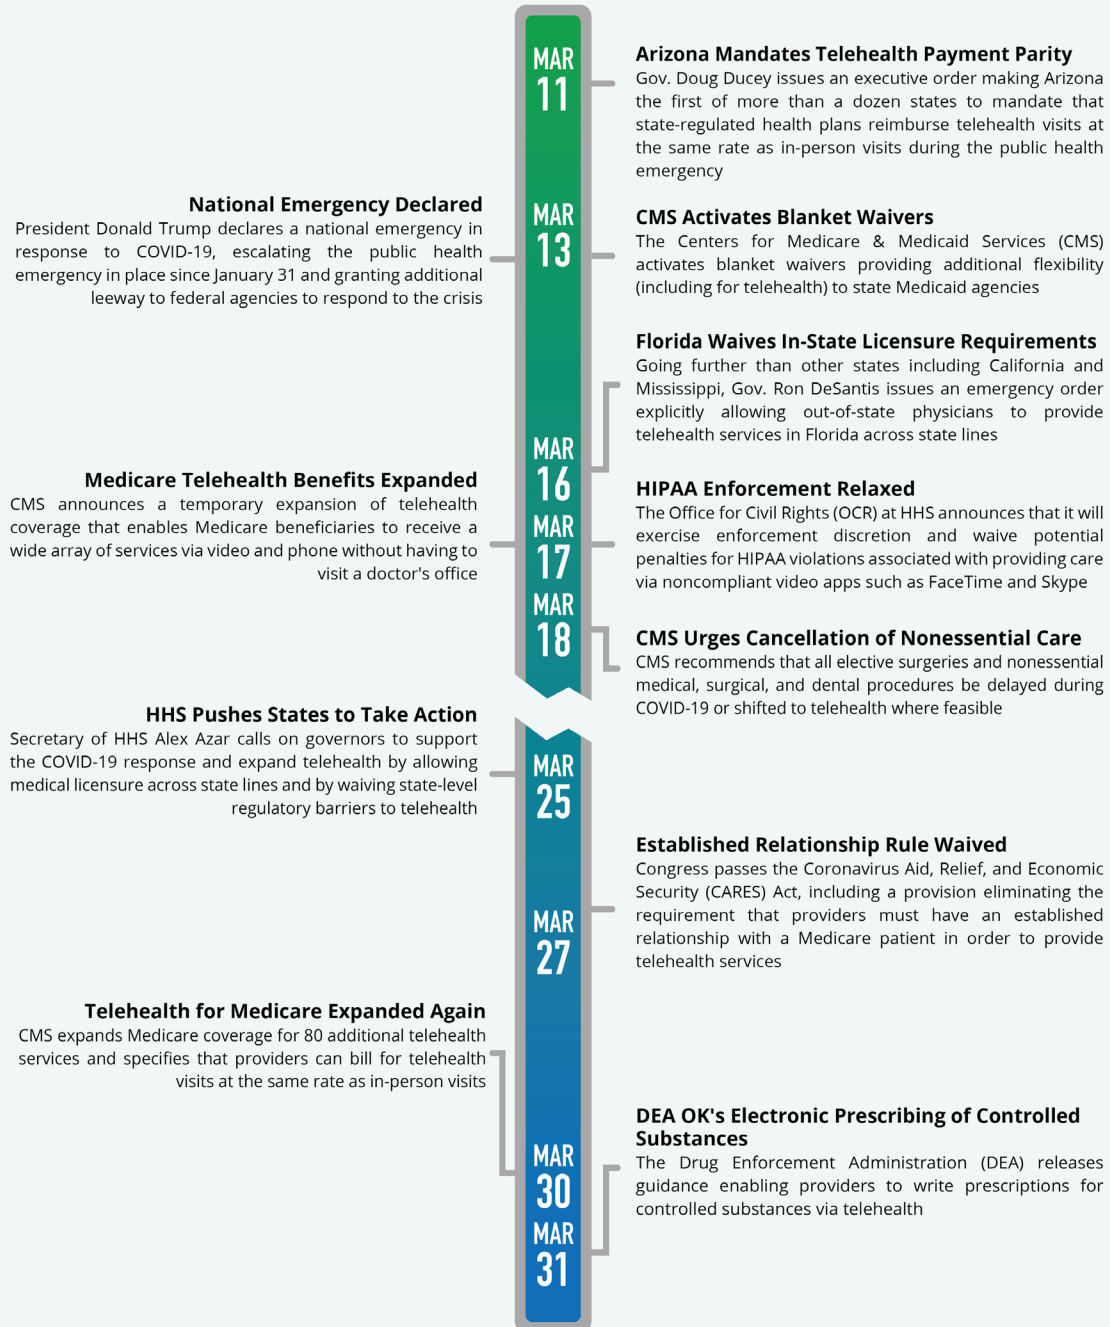 MAR
11
Arizona Mandates Telehealth Payment Parity
Gov. Doug Ducey issues an executive order making Arizona
the first of more than a dozen states to mandate that
state-regulated health plans reimburse telehealth visits at
the same rate as in-person visits during the public health
emergency
National Emergency Declared
President Donald Trump declares a national emergency in
response to COVID-19, escalating the public health
emergency in place since January 31 and granting additional
leeway to federal agencies to respond to the crisis
MAR
13
CMS Activates Blanket Waivers
The Centers for Medicare & Medicaid Services (CMS)
activates blanket waivers providing additional flexibility
(including for telehealth) to state Medicaid agencies
Florida Waives In-State Licensure Requirements
Going further than other states including California and
Mississippi, Gov. Ron DeSantis issues an emergency order
explicitly allowing out-of-state physicians to provide
telehealth services in Florida across state lines
MAR
16
Medicare Telehealth Benefits Expanded
CMS announces a temporary expansion of telehealth
coverage that enables Medicare beneficiaries to receive a
wide array of services via video and phone without having to
visit a doctor's office
MAR
17
HIPAA Enforcement Relaxed
The Office for Civil Rights (OCR) at HHS announces that it will
exercise enforcement discretion and waive potential
penalties for HIPAA violations associated with providing care
via noncompliant video apps such as FaceTime and Skype
MAR
18
CMS Urges Cancellation of Nonessential Care
CMS recommends that all elective surgeries and nonessential
medical, surgical, and dental procedures be delayed during
COVID-19 or shifted to telehealth where feasible
HHS Pushes States to Take Action
Secretary of HHS Alex Azar calls on governors to support
the COVID-19 response and expand telehealth by allowing
medical licensure across state lines and by waiving state-level
regulatory barriers to telehealth
MAR
25
Established Relationship Rule Waived
Congress passes the Coronavirus Aid, Relief, and Economic
Security (CARES) Act, including a provision eliminating the
requirement that providers must have an established
relationship with a Medicare patient in order to provide
telehealth services
MAR
27
Telehealth for Medicare Expanded Again
CMS expands Medicare coverage for 80 additional telehealth
services and specifies that providers can bill for telehealth
visits at the same rate as in-person visits
MAR
30
DEA OK's Electronic Prescribing of Controlled
Substances
The Drug Enforcement Administration (DEA) releases
guidance enabling providers to write prescriptions for
controlled substances via telehealth
MAR
31